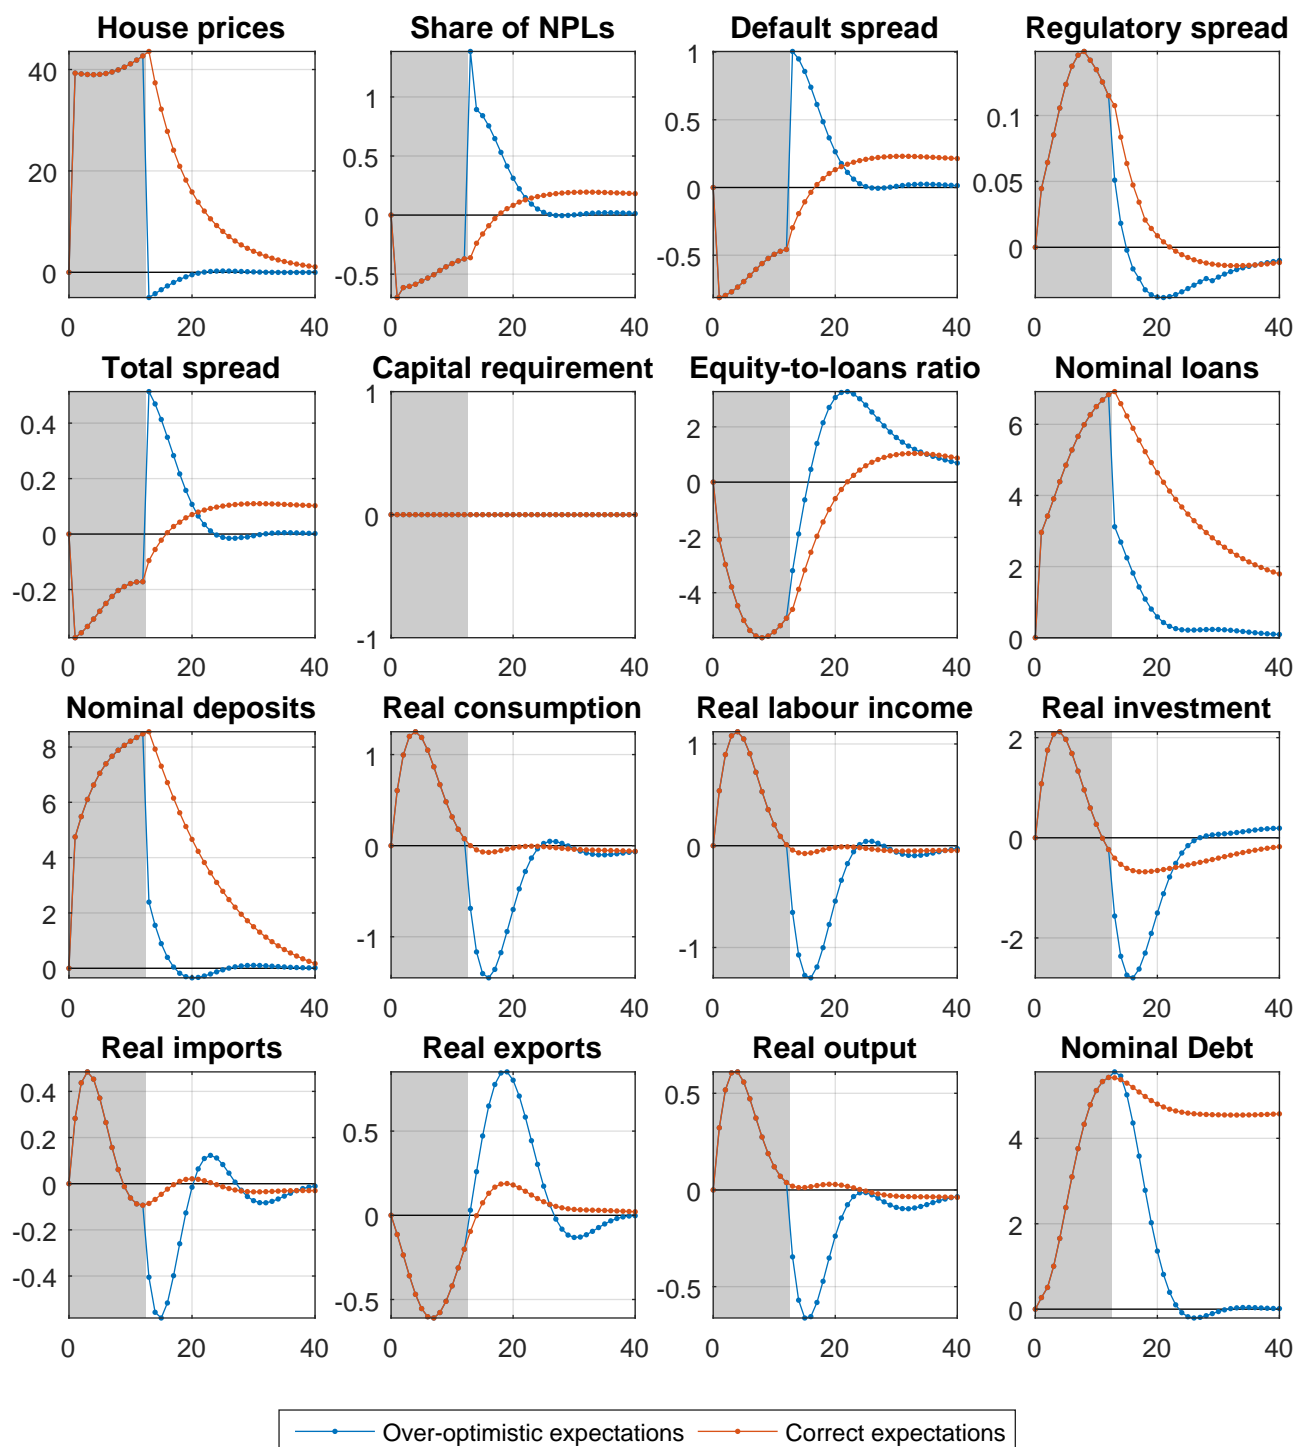 House prices Share of NPLs Default spread Regulatory spread
40
20
0
0 20 40
1
0.5
0
-0.5
0 20 40
1
0.5
0
-0.5
0 20 40
0.1
0.05
0
0 20 40
Total spread Capital requirement Equity-to-loans ratio Nominal loans
0.4
0.2
0
-0.2
0 20 40
1
0
-1
0 20 40
2
0
-2
-4
0 20 40
6
4
2
0
0 20 40
Nominal deposits Real consumption Real labour income Real investment
8
6
4
2
0
0 20 40
1
0
-1
0 20 40
1
0
-1
0 20 40
2
0
-2
0 20 40
Real imports Real exports Real output Nominal Debt
0.4
0.2
0
-0.2
-0.4
0 20 40
0.5
0
-0.5
0 20 40
0.5
0
-0.5
0 20 40
4
2
0
0 20 40
Over-optimistic expectations Correct expectations